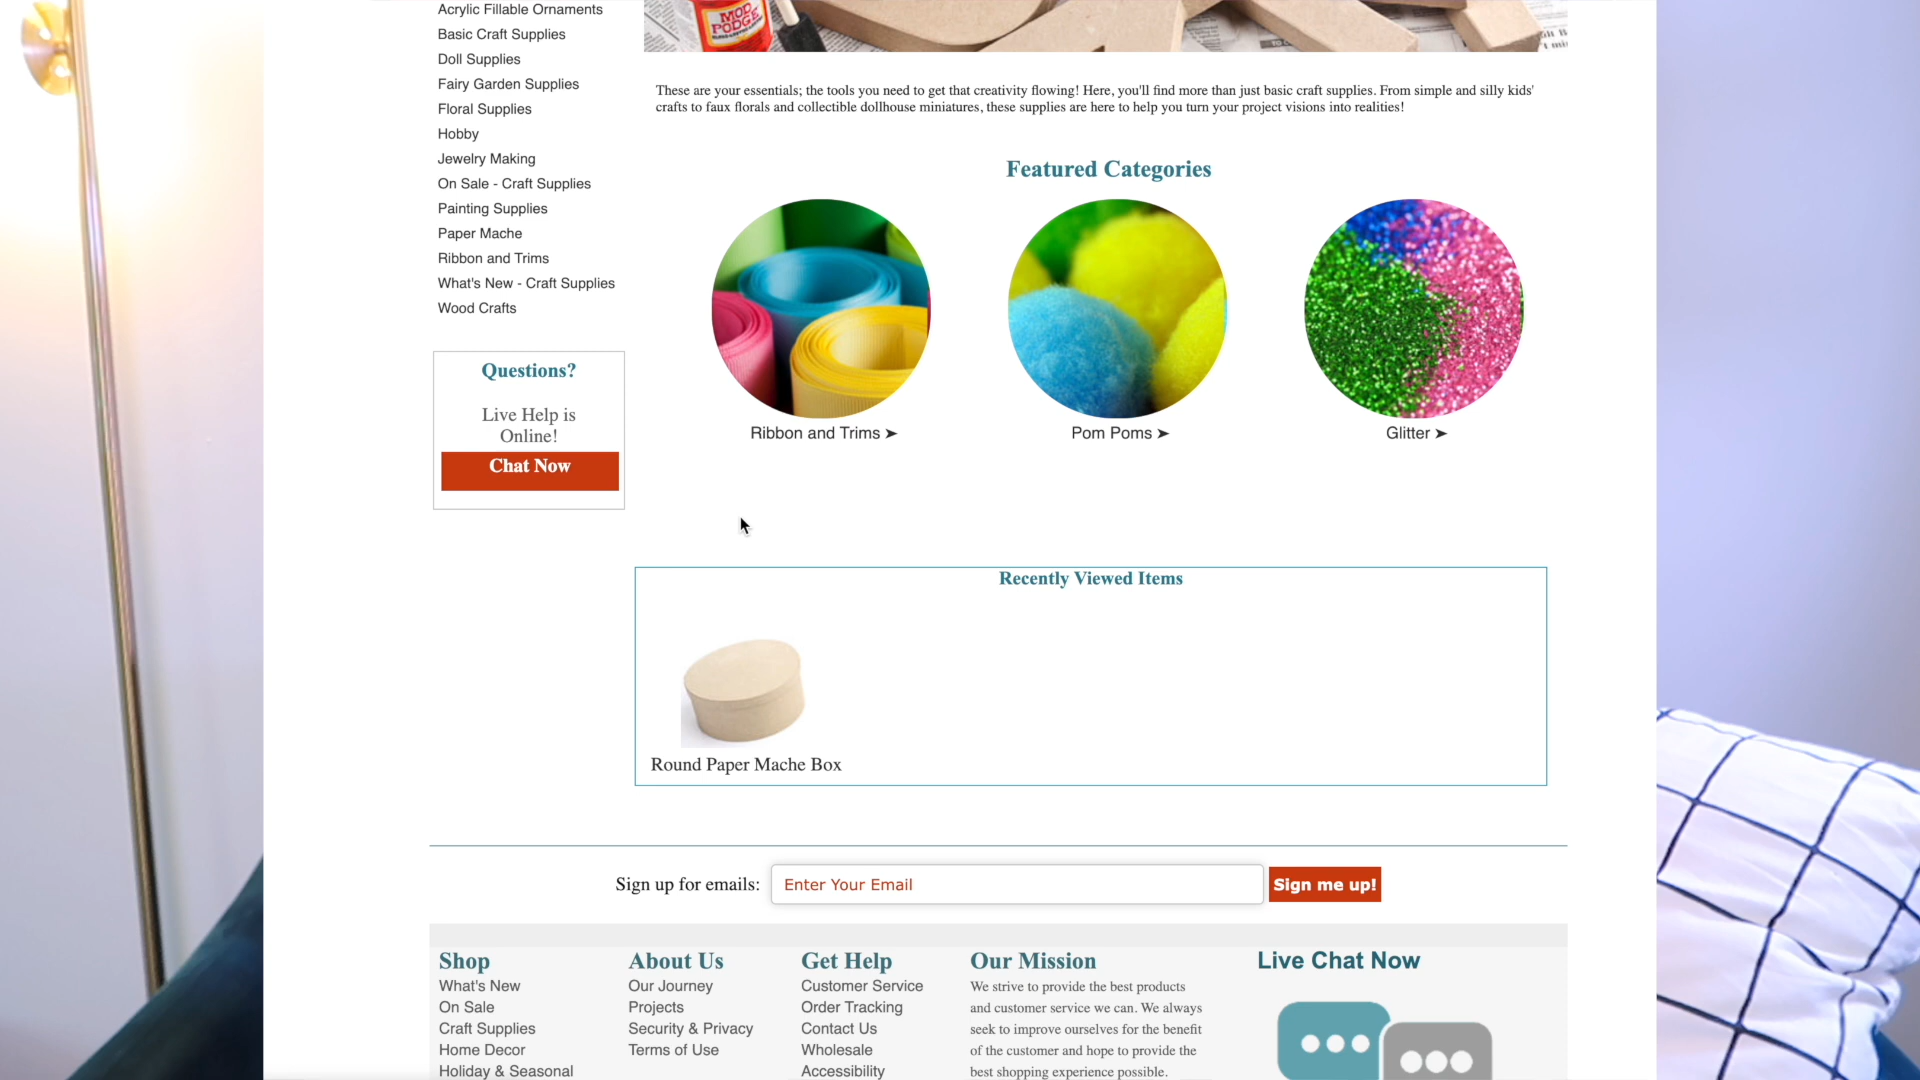 Acrylic Fillable Ornaments
Basic Craft Supplies
Doll Supplies
Fairy Garden Supplies
Floral Supplies
Hobby
Jewelry Making
On Sale - Craft Supplies
Painting Supplies
Paper Mache
Ribbon and Trims
What's New - Craft Supplies
Wood Crafts
Questions?
Live Help is
Online!
Chat Now
MOD
PODGE
These are your essentials; the tools you need to get that creativity flowing! Here, you'll find more than just basic craft supplies. From simple and silly kids'
crafts to faux florals and collectible dollhouse miniatures, these supplies are here to help you turn your project visions into realities!
Featured Categories
Ribbon and Trims ➤
Pom Poms ➤
Glitter ➤
Recently Viewed Items
Round Paper Mache Box
Sign up for emails:
Enter Your Email
Sign me up!
Shop
What's New
On Sale
Craft Supplies
Home Decor
Holiday & Seasonal
About Us
Our Journey
Projects
Security & Privacy
Terms of Use
Get Help
Customer Service
Order Tracking
Contact Us
Wholesale
Accessibility
Our Mission
We strive to provide the best products
and customer service we can. We always
seek to improve ourselves for the benefit
of the customer and hope to provide the
best shopping experience possible.
Live Chat Now